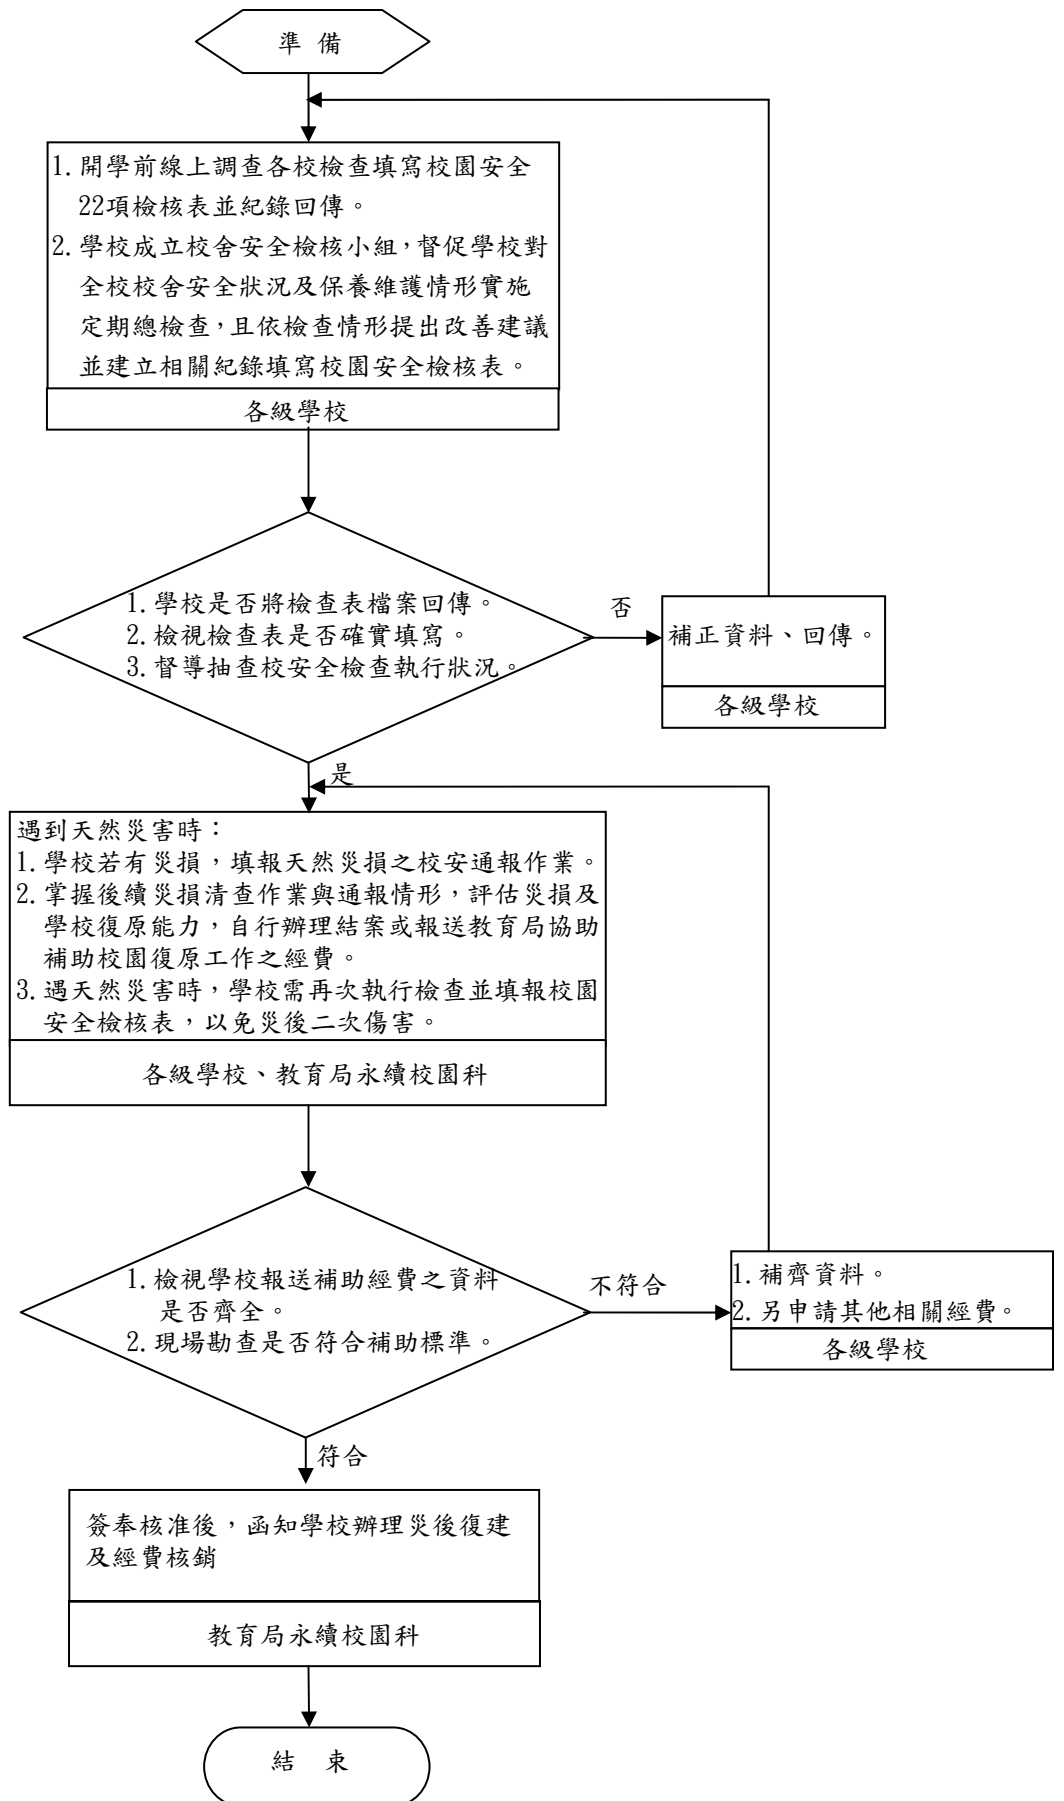 準 備
1. 開學前線上調查各校檢查填寫校園安全
22項檢核表並紀錄回傳。
2. 學校成立校舍安全檢核小組,督促學校對
全校校舍安全狀況及保養維護情形實施
定期總檢查,且依檢查情形提出改善建議
並建立相關紀錄填寫校園安全檢核表。
各級學校
1. 學校是否將檢查表檔案回傳。
2. 檢視檢查表是否確實填寫。
3. 督導抽查校安全檢查執行狀況。
否
補正資料、回傳。
各級學校
是
遇到天然災害時：
1. 學校若有災損，填報天然災損之校安通報作業。
2. 掌握後續災損清查作業與通報情形，評估災損及
學校復原能力，自行辦理結案或報送教育局協助
補助校園復原工作之經費。
3. 遇天然災害時，學校需再次執行檢查並填報校園
安全檢核表，以免災後二次傷害。
各級學校、教育局永續校園科
1. 檢視學校報送補助經費之資料
是否齊全。
2. 現場勘查是否符合補助標準。
不符合
1. 補齊資料。
2. 另申請其他相關經費。
各級學校
符合
簽奉核准後，函知學校辦理災後復建
及經費核銷
教育局永續校園科
結 束